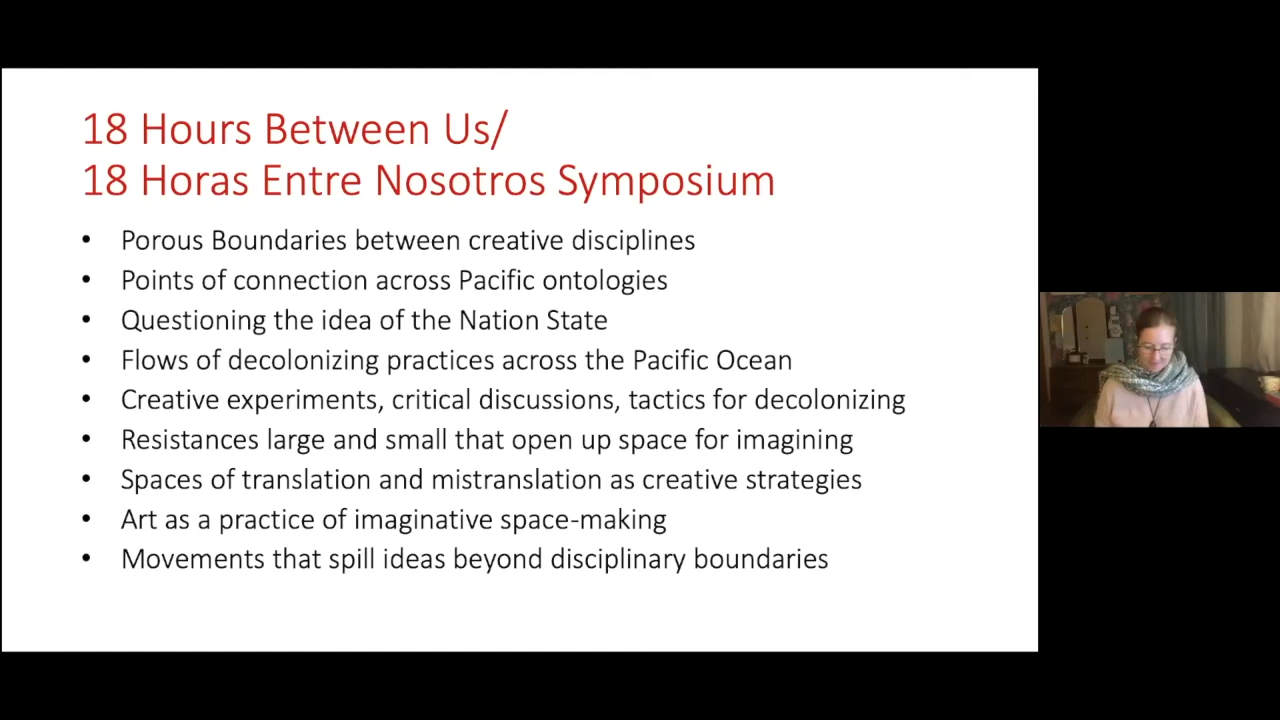 18 Hours Between Us/
18 Horas Entre Nosotros Symposium
• Porous Boundaries between creative disciplines
• Points of connection across Pacific ontologies
• Questioning the idea of the Nation State
• Flows of decolonizing practices across the Pacific Ocean
• Creative experiments, critical discussions, tactics for decolonizing
• Resistances large and small that open up space for imagining
• Spaces of translation and mistranslation as creative strategies
• Art as a practice of imaginative space-making
• Movements that spill ideas beyond disciplinary boundaries